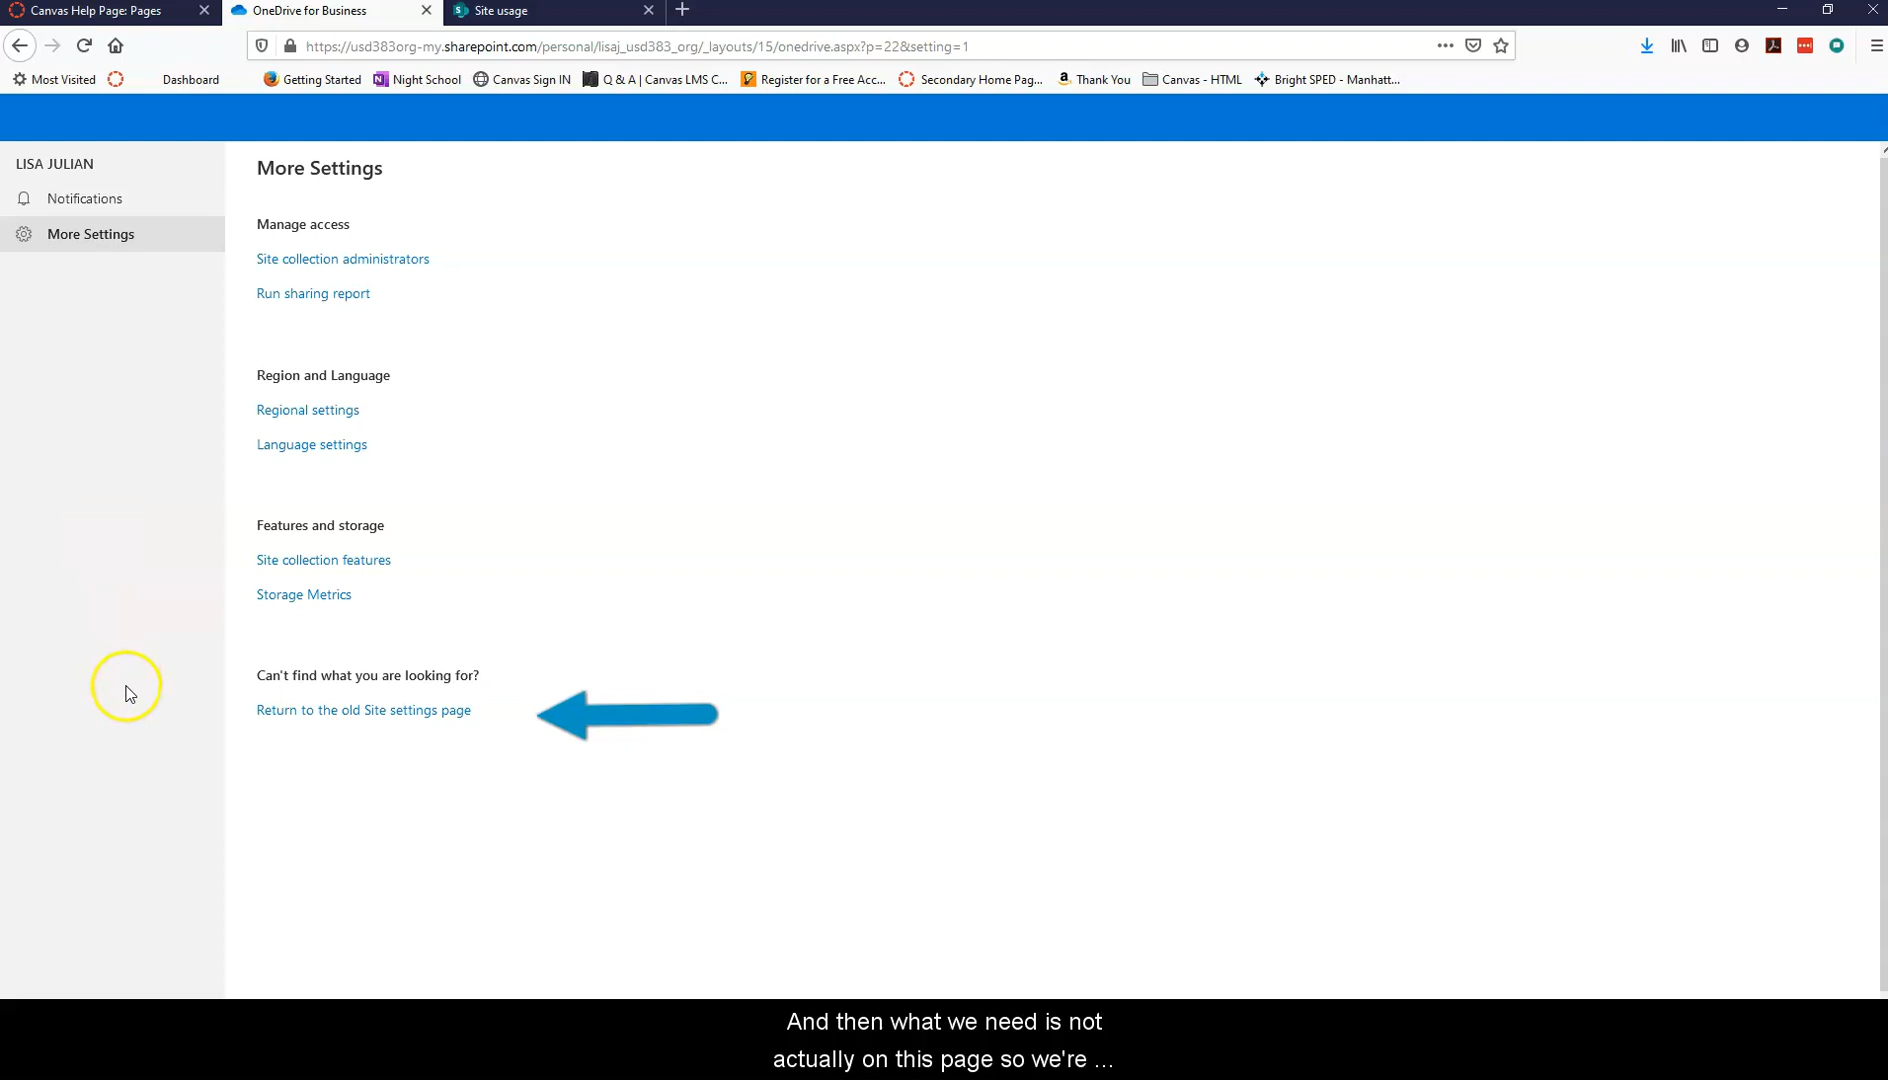 Canvas Help Page: Pages
OneDrive for Business
Site usage
https://usd383org-my.sharepoint.com/personal/lisaj_usd383_org/_layouts/15/onedrive.aspx?p=22&setting=1
Most Visited
Dashboard
Getting Started
Night School
Canvas Sign IN
Q & A | Canvas LMS C...
Register for a Free Acc...
Secondary Home Pag...
Thank You
Canvas - HTML
Bright SPED - Manhatt...
LISA JULIAN
Notifications
More Settings
More Settings
Manage access
Site collection administrators
Run sharing report
Region and Language
Regional settings
Language settings
Features and storage
Site collection features
Storage Metrics
Can't find what you are looking for?
Return to the old Site settings page
And then what we need is not
actually on this page so we're ...